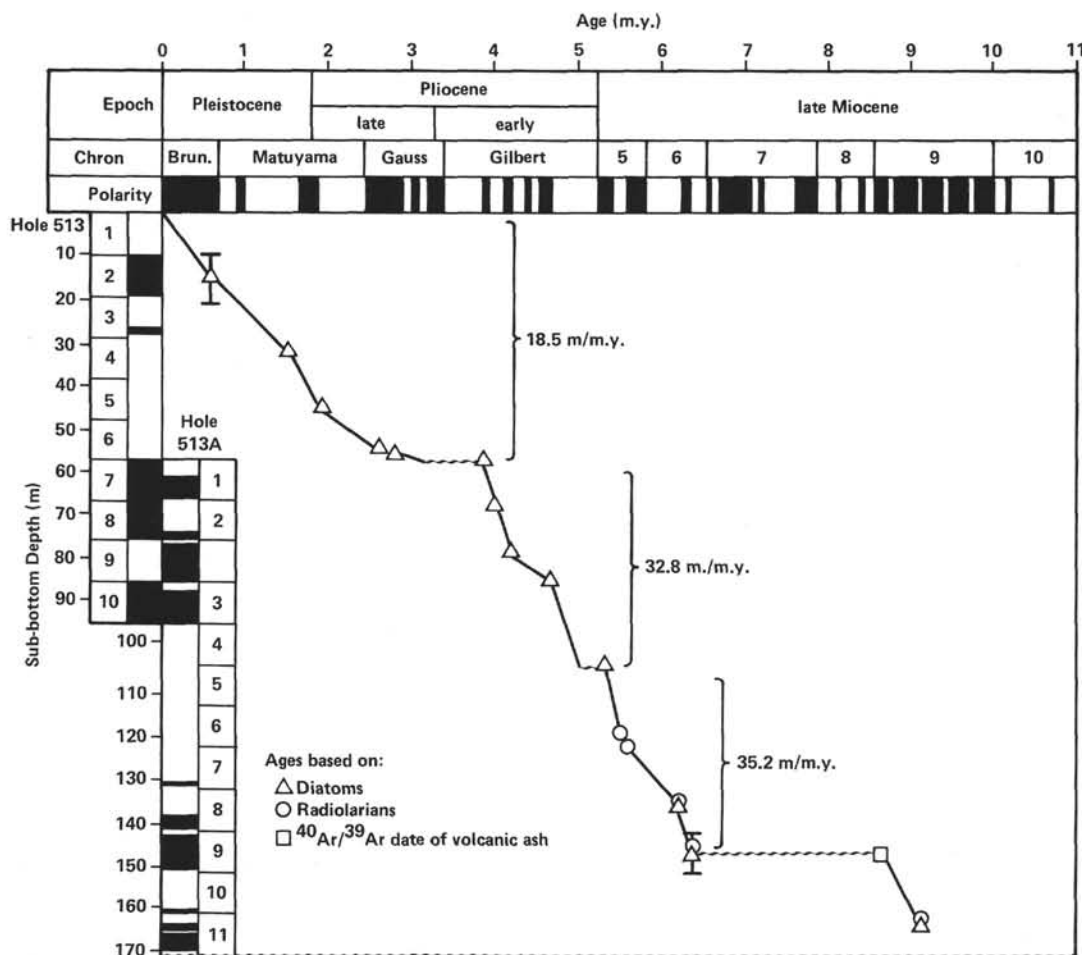 Age (m.y.)
0 1 2 3 4 5 6 7 8 9 10 11
Epoch Pleistocene Pliocene late Miocene
late early
Chron Brun. Matuyama Gauss Gilbert 5 6 7 8 9 10
Polarity
Hole 513
1
10
2
20
3
30
4
40
5
50
6
Hole
513A
60
7
1
70
8
2
80
9
90
10
3
100
4
110
5
120
6
130
7
140
8
150
9
160
10
170
11
Sub-bottom Depth (m)
18.5 m/m.y.
32.8 m./m.y.
35.2 m/m.y.
Ages based on:
Diatoms
Radiolarians
⁴⁰Ar/³⁹Ar date of volcanic ash